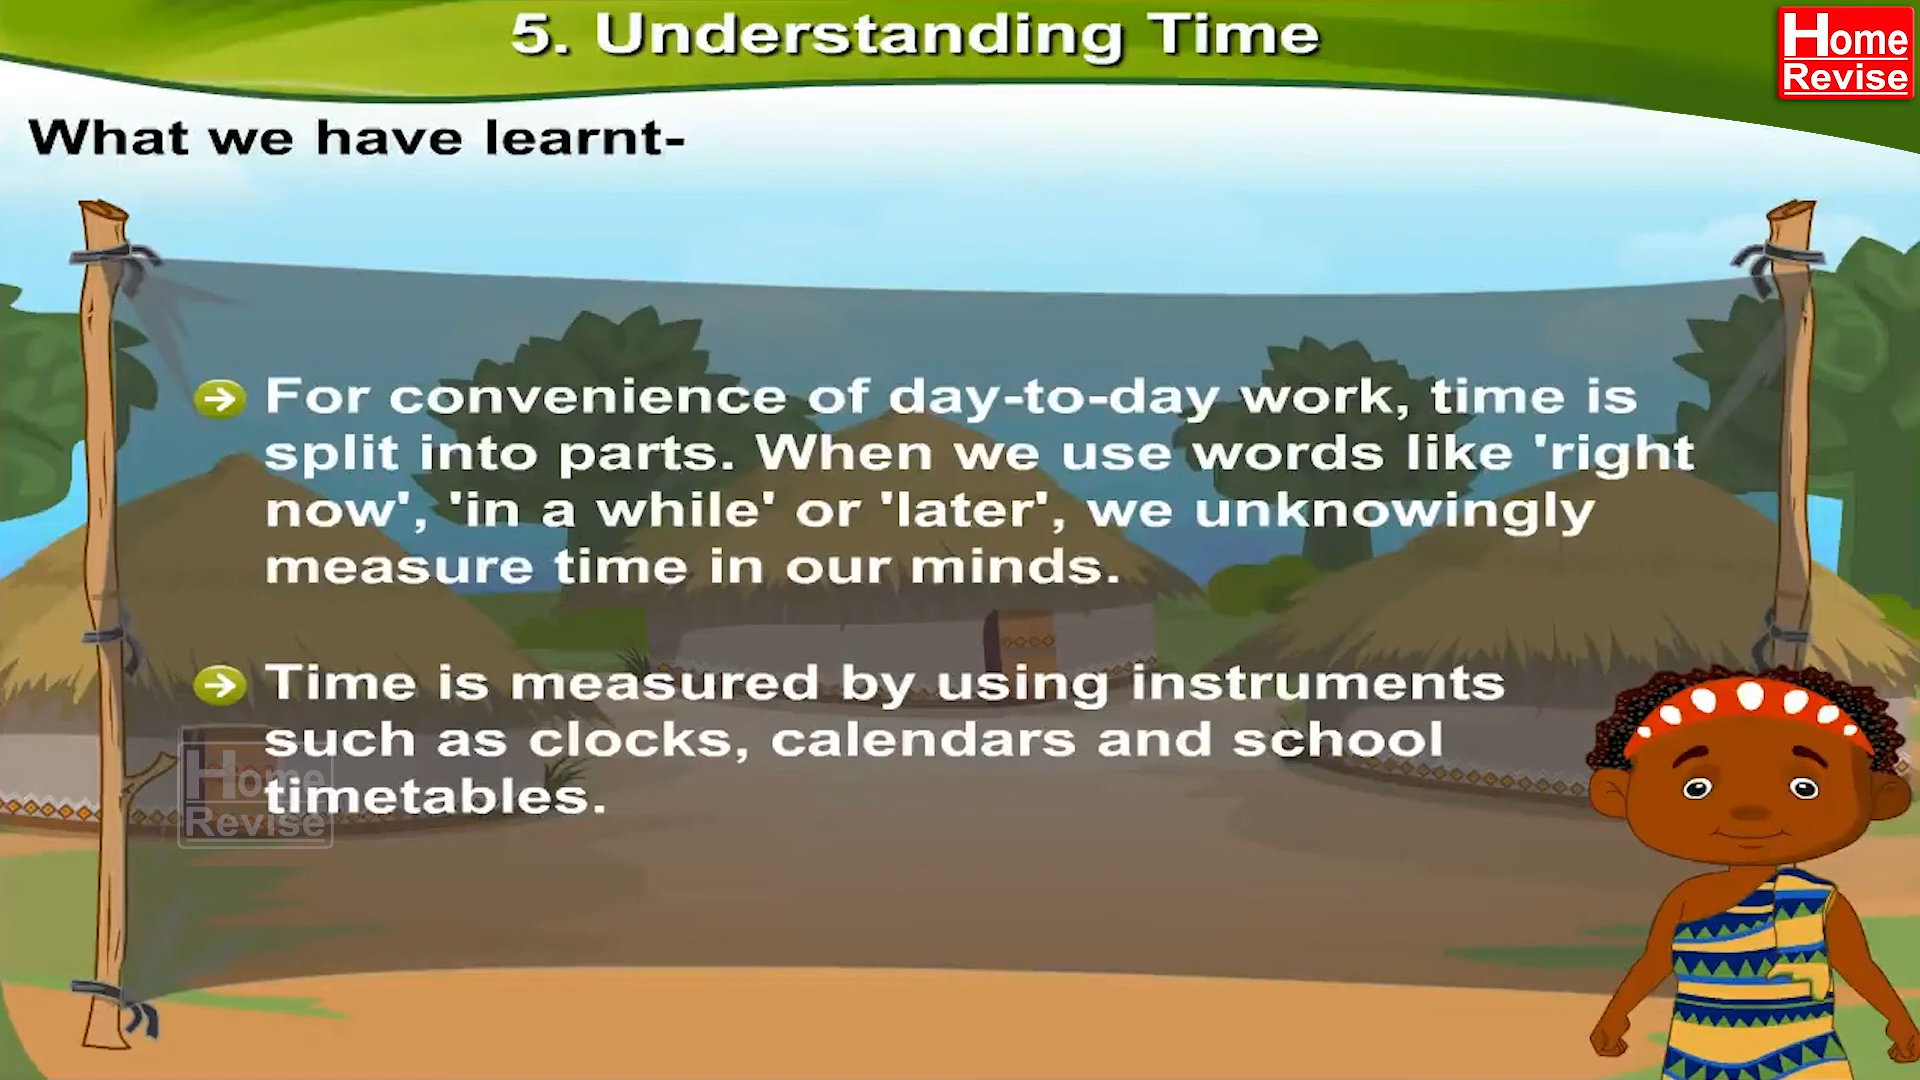 5. Understanding Time
Home
Revise
What we have learnt-
For convenience of day-to-day work, time is
split into parts. When we use words like 'right
now', 'in a while' or 'later', we unknowingly
measure time in our minds.
Time is measured by using instruments
such as clocks, calendars and school
timetables.
Home
Revise